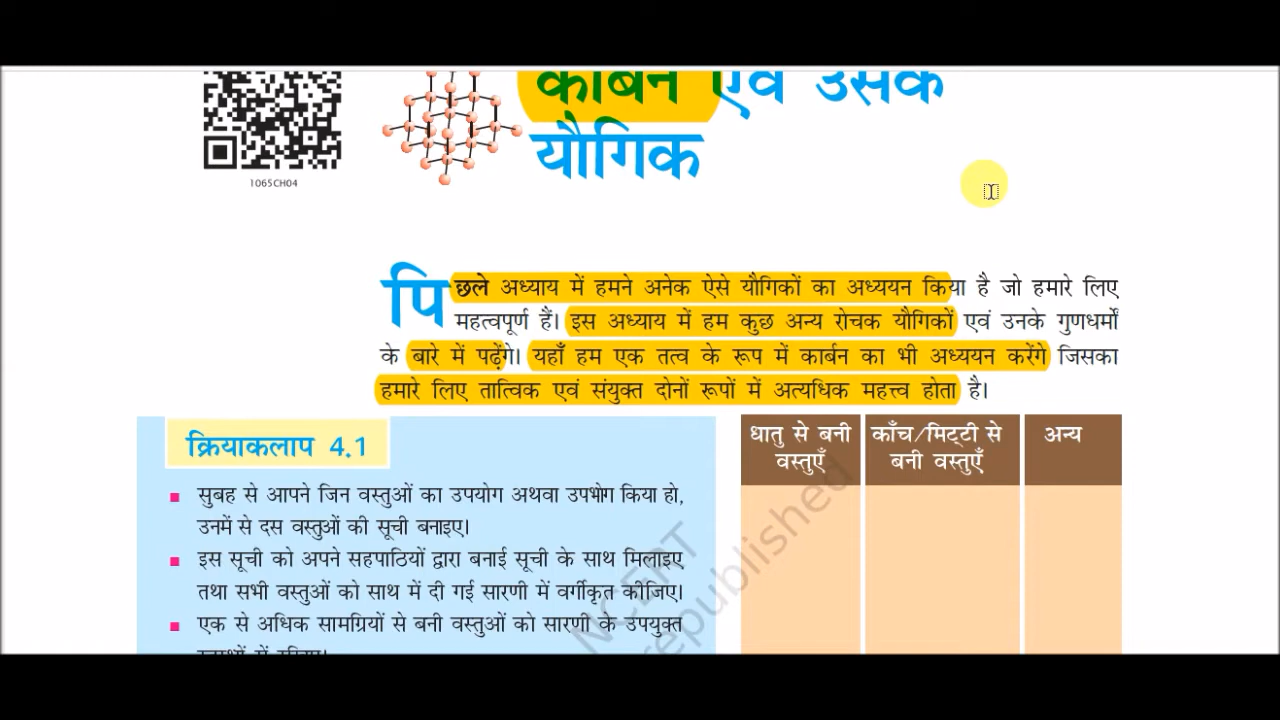 कार्बन एवं उसके
यौगिक
1065CH04
पिछले अध्याय में हमने अनेक ऐसे यौगिकों का अध्ययन किया है जो हमारे लिए
महत्वपूर्ण हैं। इस अध्याय में हम कुछ अन्य रोचक यौगिकों एवं उनके गुणधर्मों
के बारे में पढ़ेंगे। यहाँ हम एक तत्व के रूप में कार्बन का भी अध्ययन करेंगे जिसका
हमारे लिए तात्विक एवं संयुक्त दोनों रूपों में अत्यधिक महत्त्व होता है।
क्रियाकलाप 4.1
सुबह से आपने जिन वस्तुओं का उपयोग अथवा उपभोग किया हो,
उनमें से दस वस्तुओं की सूची बनाइए।
इस सूची को अपने सहपाठियों द्वारा बनाई सूची के साथ मिलाइए
तथा सभी वस्तुओं को साथ में दी गई सारणी में वर्गीकृत कीजिए।
एक से अधिक सामग्रियों से बनी वस्तुओं को सारणी के उपयुक्त
धातु से बनी
वस्तुएँ
काँच/मिट्टी से
बनी वस्तुएँ
अन्य
NCERT
republished